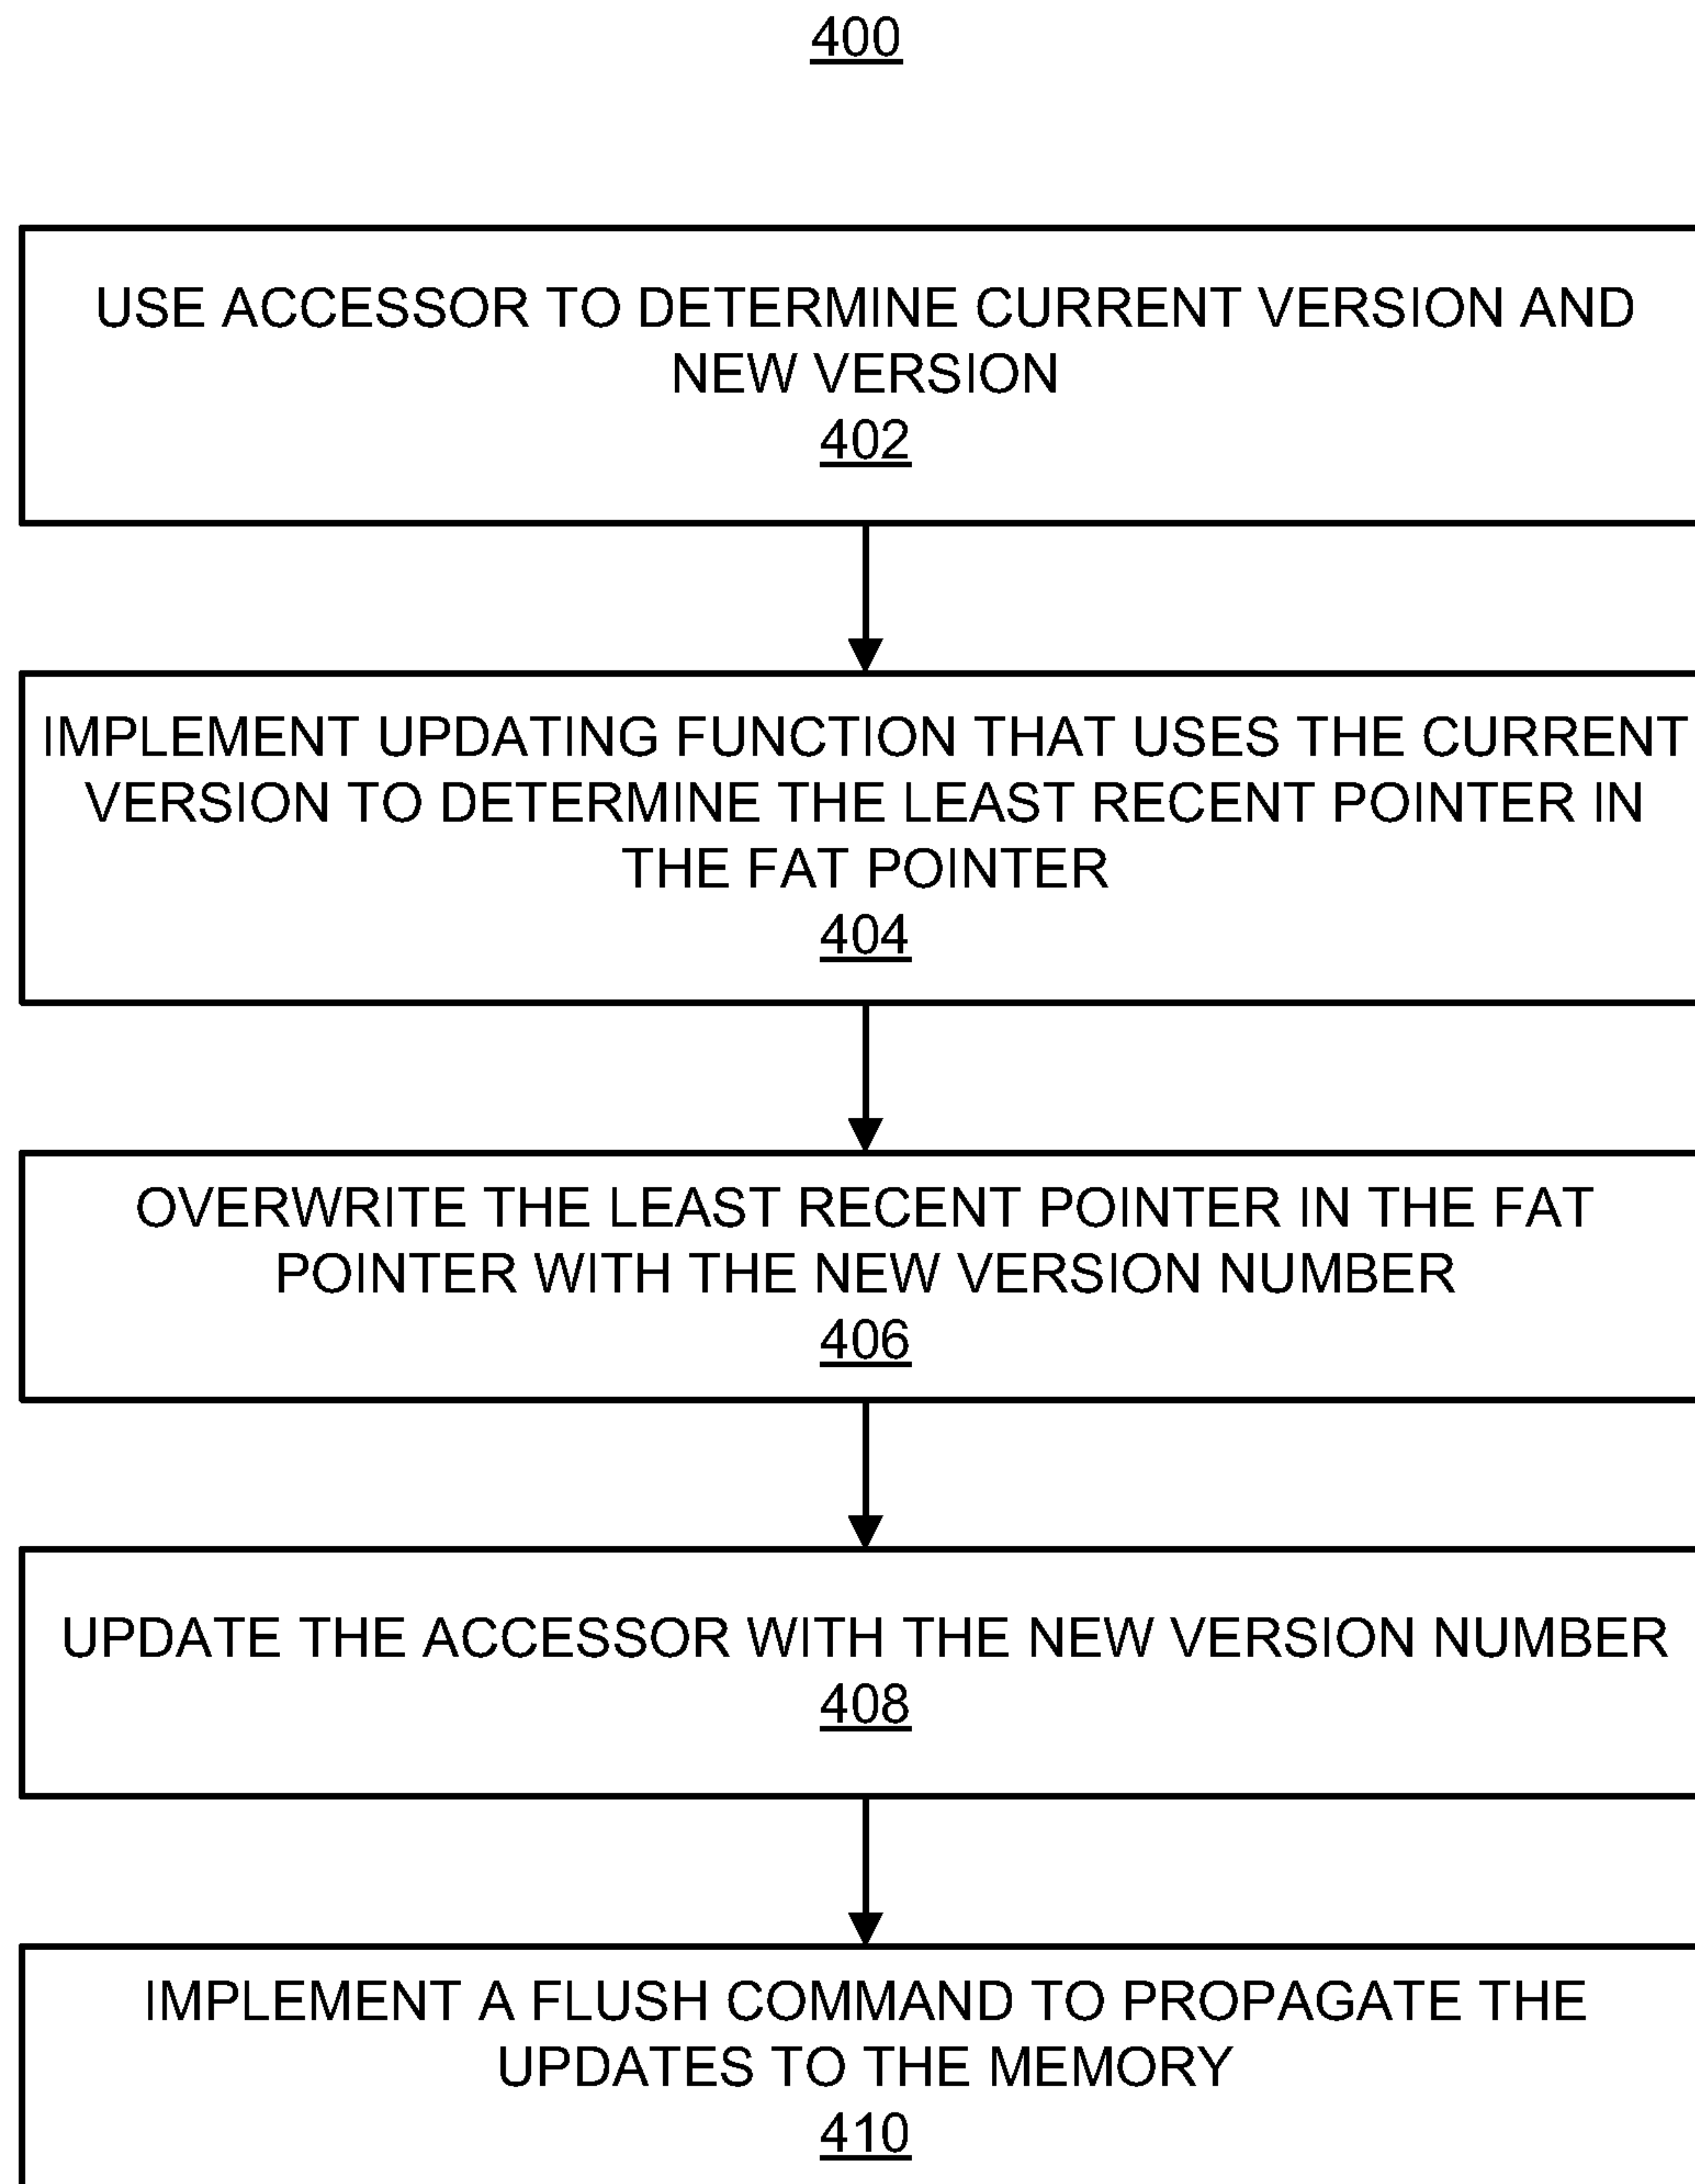 400
USE ACCESSOR TO DETERMINE CURRENT VERSION AND
NEW VERSION
402
IMPLEMENT UPDATING FUNCTION THAT USES THE CURRENT
VERSION TO DETERMINE THE LEAST RECENT POINTER IN
THE FAT POINTER
404
OVERWRITE THE LEAST RECENT POINTER IN THE FAT
POINTER WITH THE NEW VERSION NUMBER
406
UPDATE THE ACCESSOR WITH THE NEW VERSION NUMBER
408
IMPLEMENT A FLUSH COMMAND TO PROPAGATE THE
UPDATES TO THE MEMORY
410